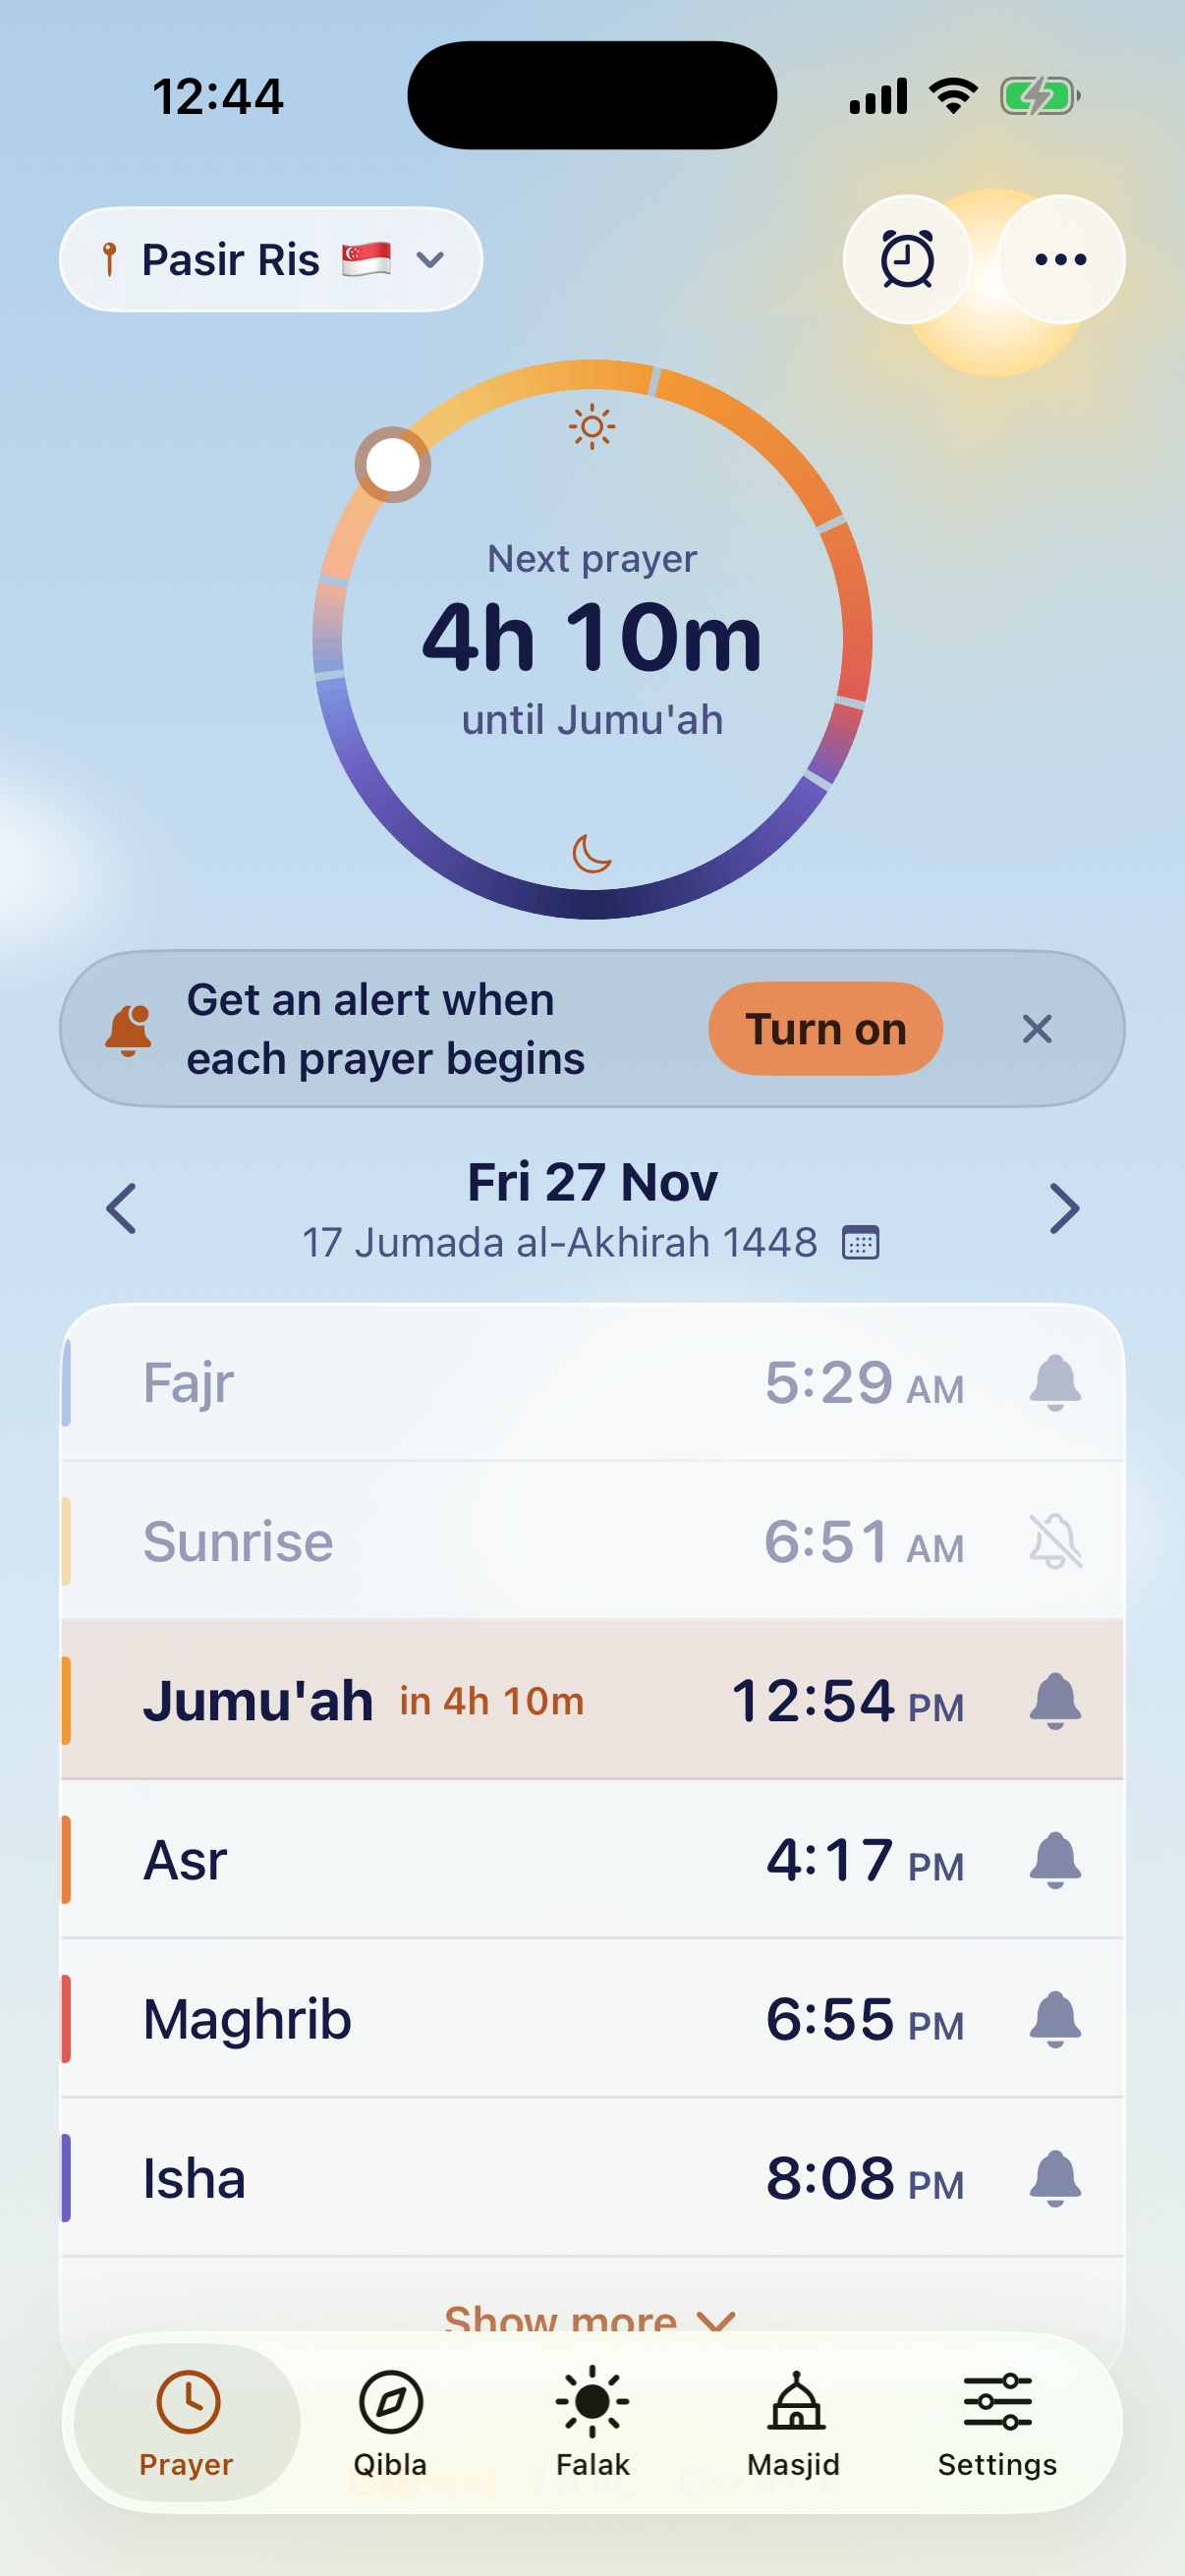 12:44
Pasir Ris
Next prayer
4h 10m
until Jumu'ah
Get an alert when
each prayer begins
Turn on
Fri 27 Nov
17 Jumada al-Akhirah 1448
Fajr 5:29 AM
Sunrise 6:51 AM
Jumu'ah in 4h 10m 12:54 PM
Asr 4:17 PM
Maghrib 6:55 PM
Isha 8:08 PM
Show more
Prayer Qibla Falak Masjid Settings